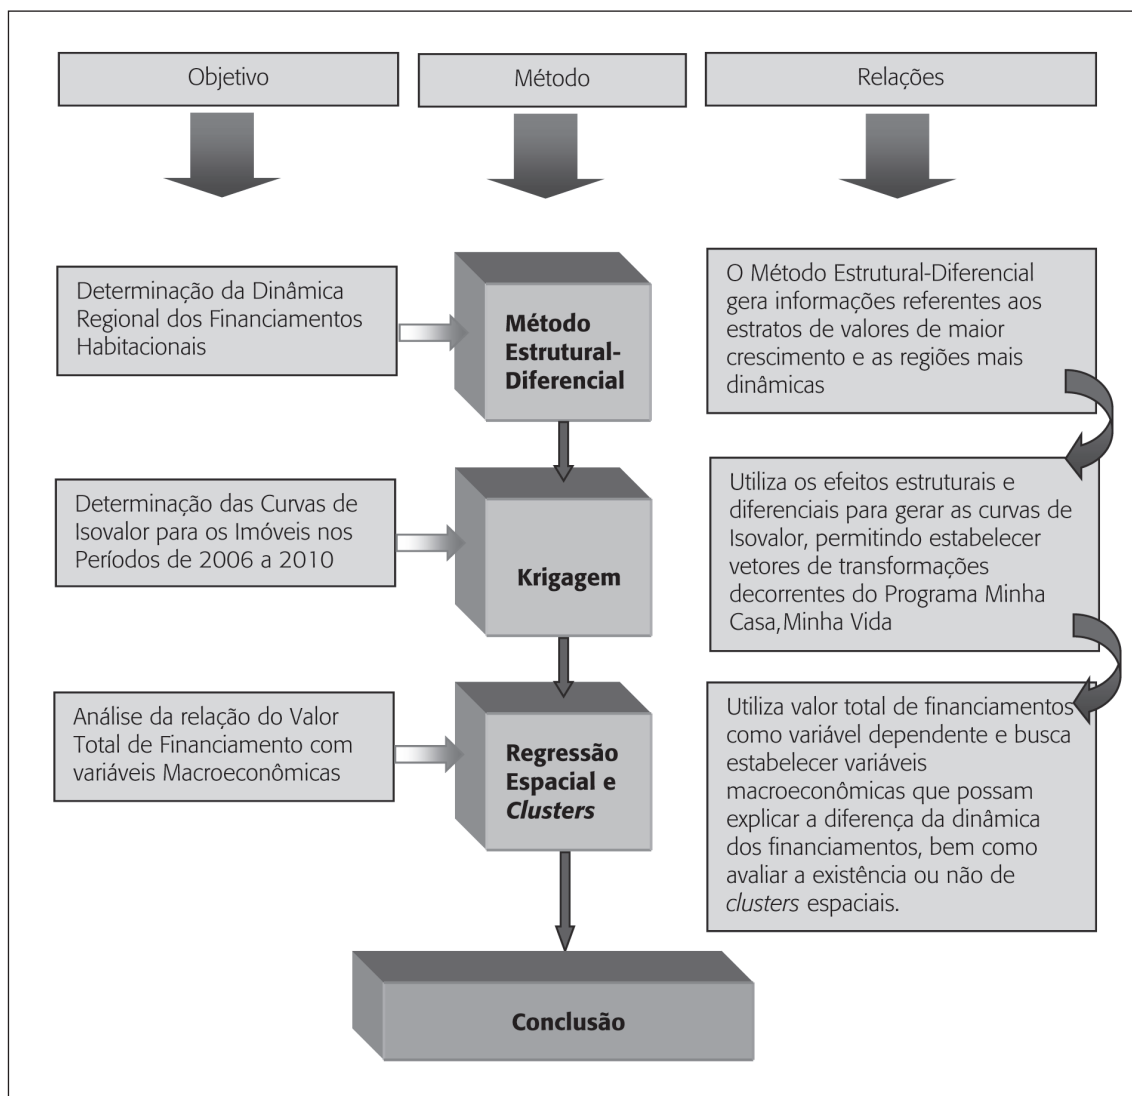 Objetivo
Método
Relações
Determinação da Dinâmica
Regional dos Financiamentos
Habitacionais
Método
Estrutural-
Diferencial
O Método Estrutural-Diferencial
gera informações referentes aos
estratos de valores de maior
crescimento e as regiões mais
dinâmicas
Determinação das Curvas de
Isovalor para os Imóveis nos
Períodos de 2006 a 2010
Krigagem
Utiliza os efeitos estruturais e
diferenciais para gerar as curvas de
Isovalor, permitindo estabelecer
vetores de transformações
decorrentes do Programa Minha
Casa,Minha Vida
Análise da relação do Valor
Total de Financiamento com
variáveis Macroeconômicas
Regressão
Espacial e
Clusters
Utiliza valor total de financiamentos
como variável dependente e busca
estabelecer variáveis
macroeconômicas que possam
explicar a diferença da dinâmica
dos financiamentos, bem como
avaliar a existência ou não de
clusters espaciais.
Conclusão